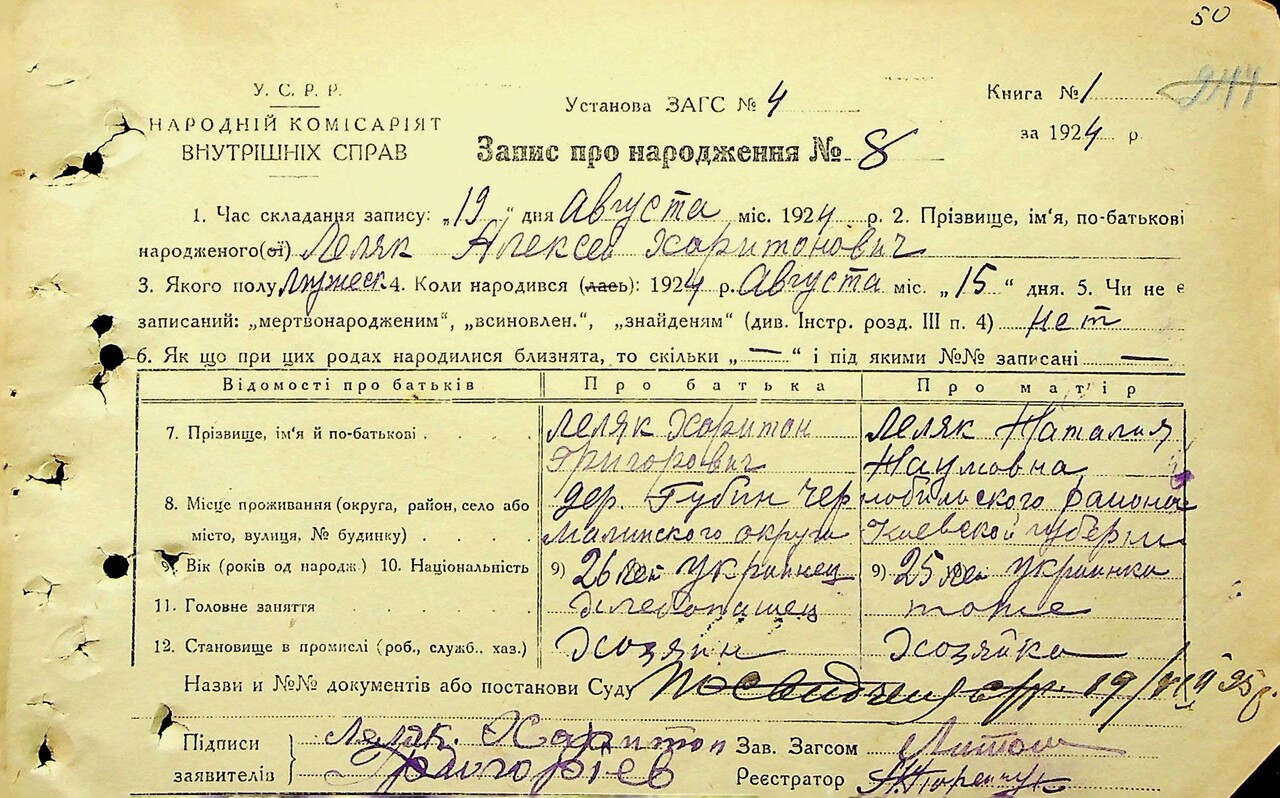 50
У. С. Р. Р.
НАРОДНІЙ КОМІСАРІЯТ
ВНУТРІШНІХ СПРАВ
Установа ЗАГС № 4
Запис про народження № 8
Книга № 1
244
за 1924 р.
1. Час складання запису: „19“ дня Августа міс. 1924 р. 2. Прізвище, ім'я, по-батькові
народженого(ої) Леляк Алексей Харитонович
3. Якого полу Мужеск. 4. Коли народився (лась): 1924 р. Августа міс. „15“ дня. 5. Чи не є
записаний: „мертвонародженим“, „всиновлен.“, „знайденям“ (див. Інстр. розд. III п. 4) нет
6. Як що при цих родах народилися близнята, то скільки „—“ і під якими №№ записані —
Відомості про батьків Про батька Про матір
7. Прізвище, ім'я й по-батькові Леляк Харитон Леляк Наталия
Григорович Наумовна
8. Місце проживання (округа, район, село або дер. Губин Чернобильского района
місто, вулиця, № будинку) Малинского округи Киевской губернии
9. Вік (років од народж.) 10. Національність 9) 26 лет Украинец 9) 25 лет Украинка
11. Головне заняття Хлебопашец тоже
12. Становище в промислі (роб., служб., хаз.) Хозяин Хозяйка
Назви и №№ документів або постанови Суду
Підписи Леляк Харитон Зав. Загсом
заявителів Григоріев Реєстратор